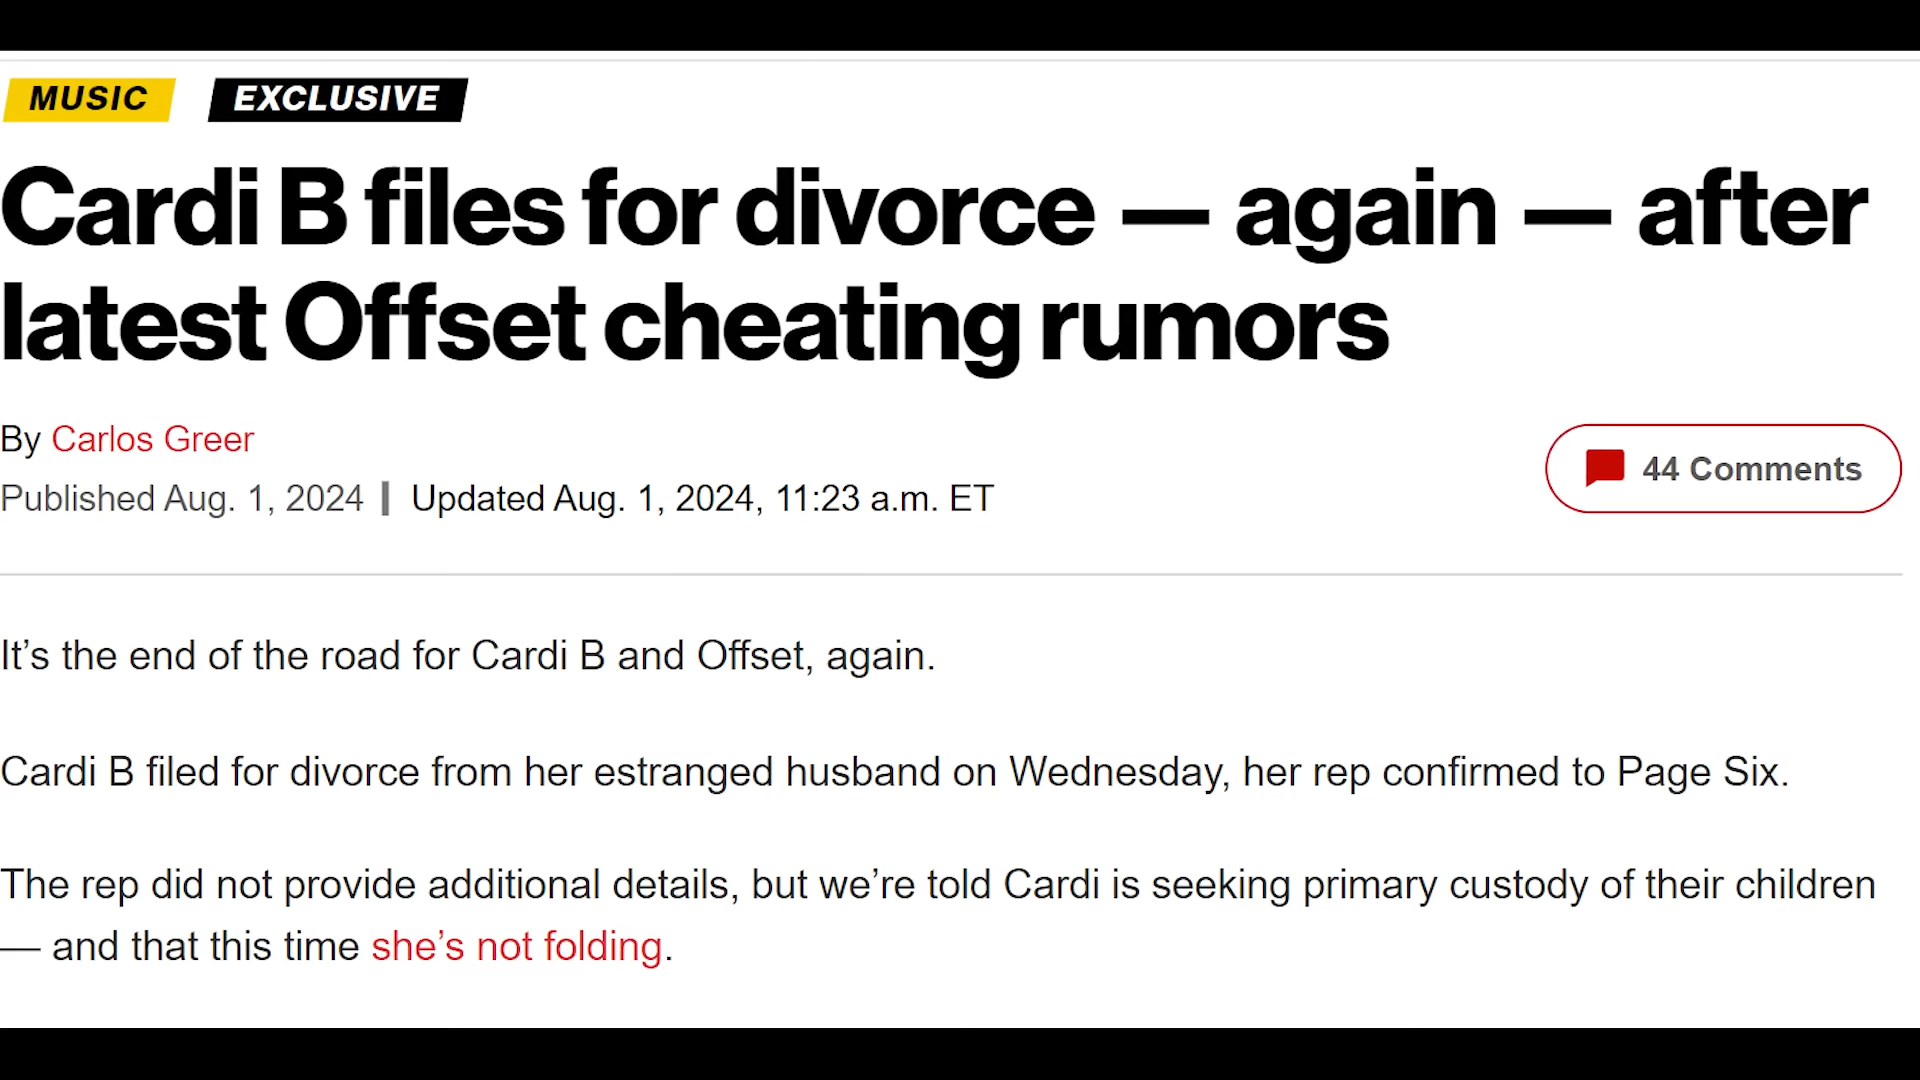 MUSIC EXCLUSIVE
Cardi B files for divorce — again — after
latest Offset cheating rumors
By Carlos Greer
Published Aug. 1, 2024 | Updated Aug. 1, 2024, 11:23 a.m. ET
44 Comments
It’s the end of the road for Cardi B and Offset, again.
Cardi B filed for divorce from her estranged husband on Wednesday, her rep confirmed to Page Six.
The rep did not provide additional details, but we’re told Cardi is seeking primary custody of their children
— and that this time she’s not folding.